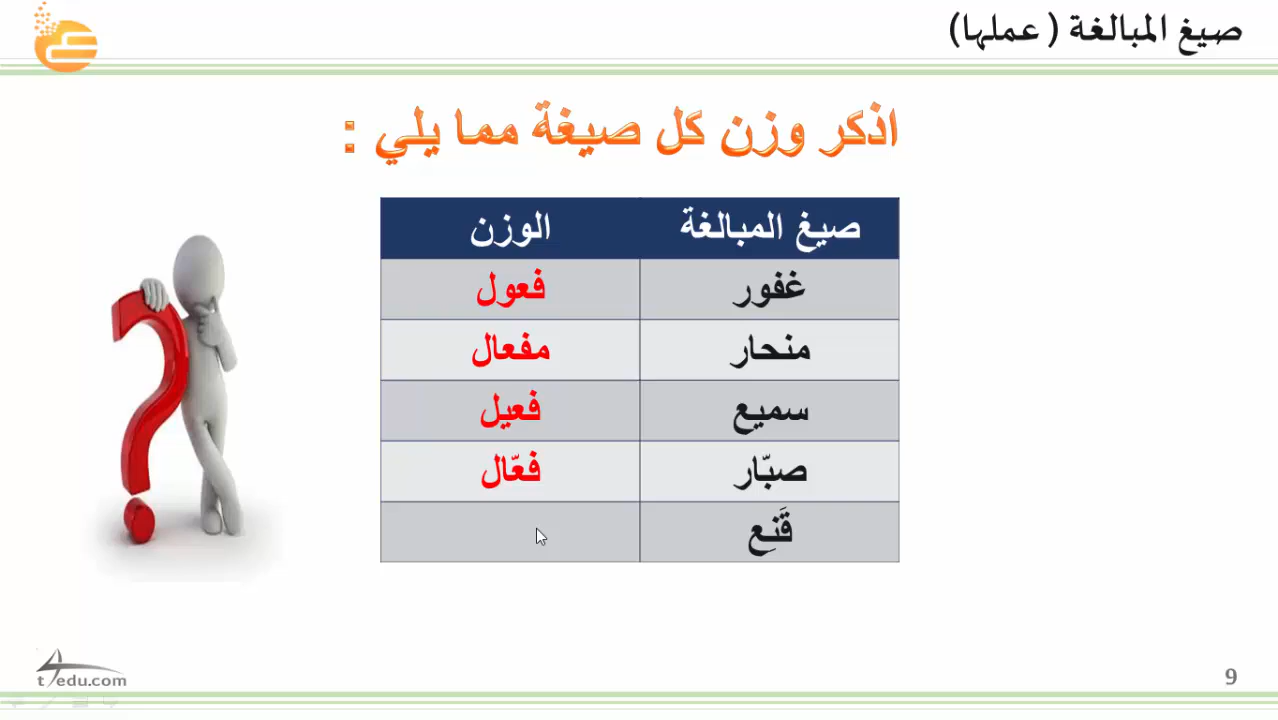 صيغ المبالغة ( عملها)
اذكر وزن كل صيغة مما يلي :
صيغ المبالغة الوزن
غفور فعول
منحار مفعال
سميع فعيل
صبّار فعّال
قَنِع
t4edu.com
9